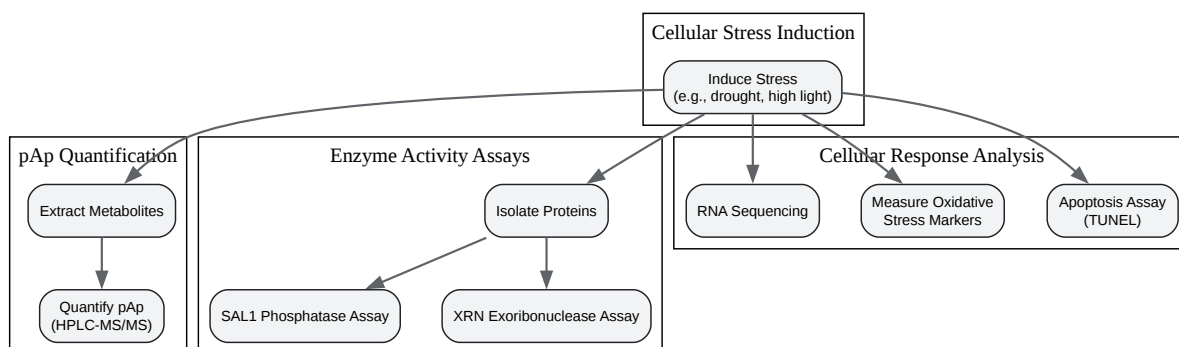 Cellular Stress Induction
Induce Stress
(e.g., drought, high light)
pAp Quantification
Extract Metabolites
Quantify pAp
(HPLC-MS/MS)
Enzyme Activity Assays
Isolate Proteins
SAL1 Phosphatase Assay
XRN Exoribonuclease Assay
Cellular Response Analysis
RNA Sequencing
Measure Oxidative
Stress Markers
Apoptosis Assay
(TUNEL)